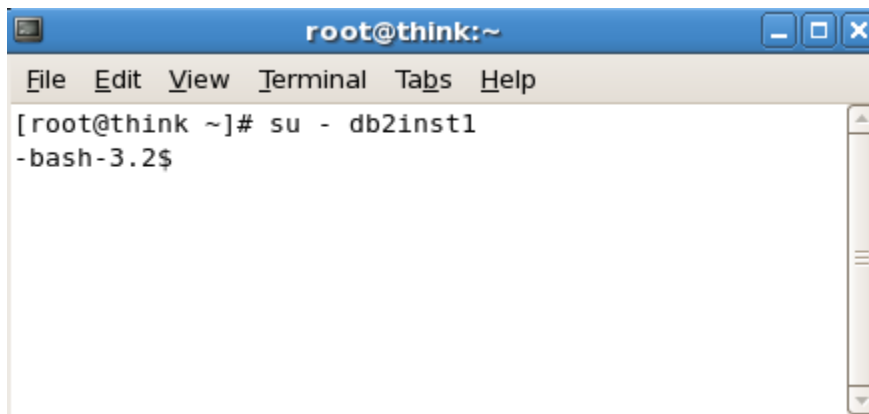 root@think:~
File Edit View Terminal Tabs Help
[root@think ~]# su - db2inst1
-bash-3.2$